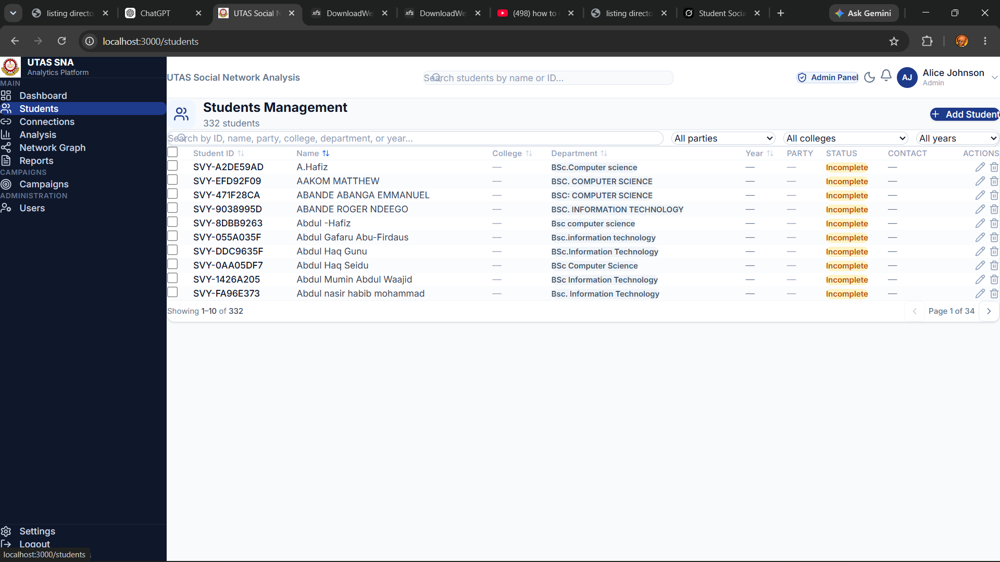 listing directo
ChatGPT
UTAS Social N
DownloadWe
DownloadWe
(498) how to
listing directo
Student Socia
Ask Gemini
localhost:3000/students
UTAS SNA
Analytics Platform
MAIN
Dashboard
Students
Connections
Analysis
Network Graph
Reports
CAMPAIGNS
Campaigns
ADMINISTRATION
Users
Settings
Logout
localhost:3000/students
UTAS Social Network Analysis
Search students by name or ID...
Admin Panel
AJ
Alice Johnson
Admin
Students Management
332 students
+ Add Student
Search by ID, name, party, college, department, or year...
All parties
All colleges
All years
Student ID Name College Department Year PARTY STATUS CONTACT ACTIONS
SVY-A2DE59AD A.Hafiz — BSc.Computer science — — Incomplete —
SVY-EFD92F09 AAKOM MATTHEW — BSC. COMPUTER SCIENCE — — Incomplete —
SVY-471F28CA ABANDE ABANGA EMMANUEL — BSC: COMPUTER SCIENCE — — Incomplete —
SVY-9038995D ABANDE ROGER NDEEGO — BSC. INFORMATION TECHNOLOGY — — Incomplete —
SVY-8DBB9263 Abdul -Hafiz — Bsc computer science — — Incomplete —
SVY-055A035F Abdul Gafaru Abu-Firdaus — Bsc.information technology — — Incomplete —
SVY-DDC9635F Abdul Haq Gunu — BSc.Information Technology — — Incomplete —
SVY-0AA05DF7 Abdul Haq Seidu — BSc Computer Science — — Incomplete —
SVY-1426A205 Abdul Mumin Abdul Waajid — BSc Information Technology — — Incomplete —
SVY-FA96E373 Abdul nasir habib mohammad — Bsc. Information Technology — — Incomplete —
Showing 1–10 of 332
Page 1 of 34